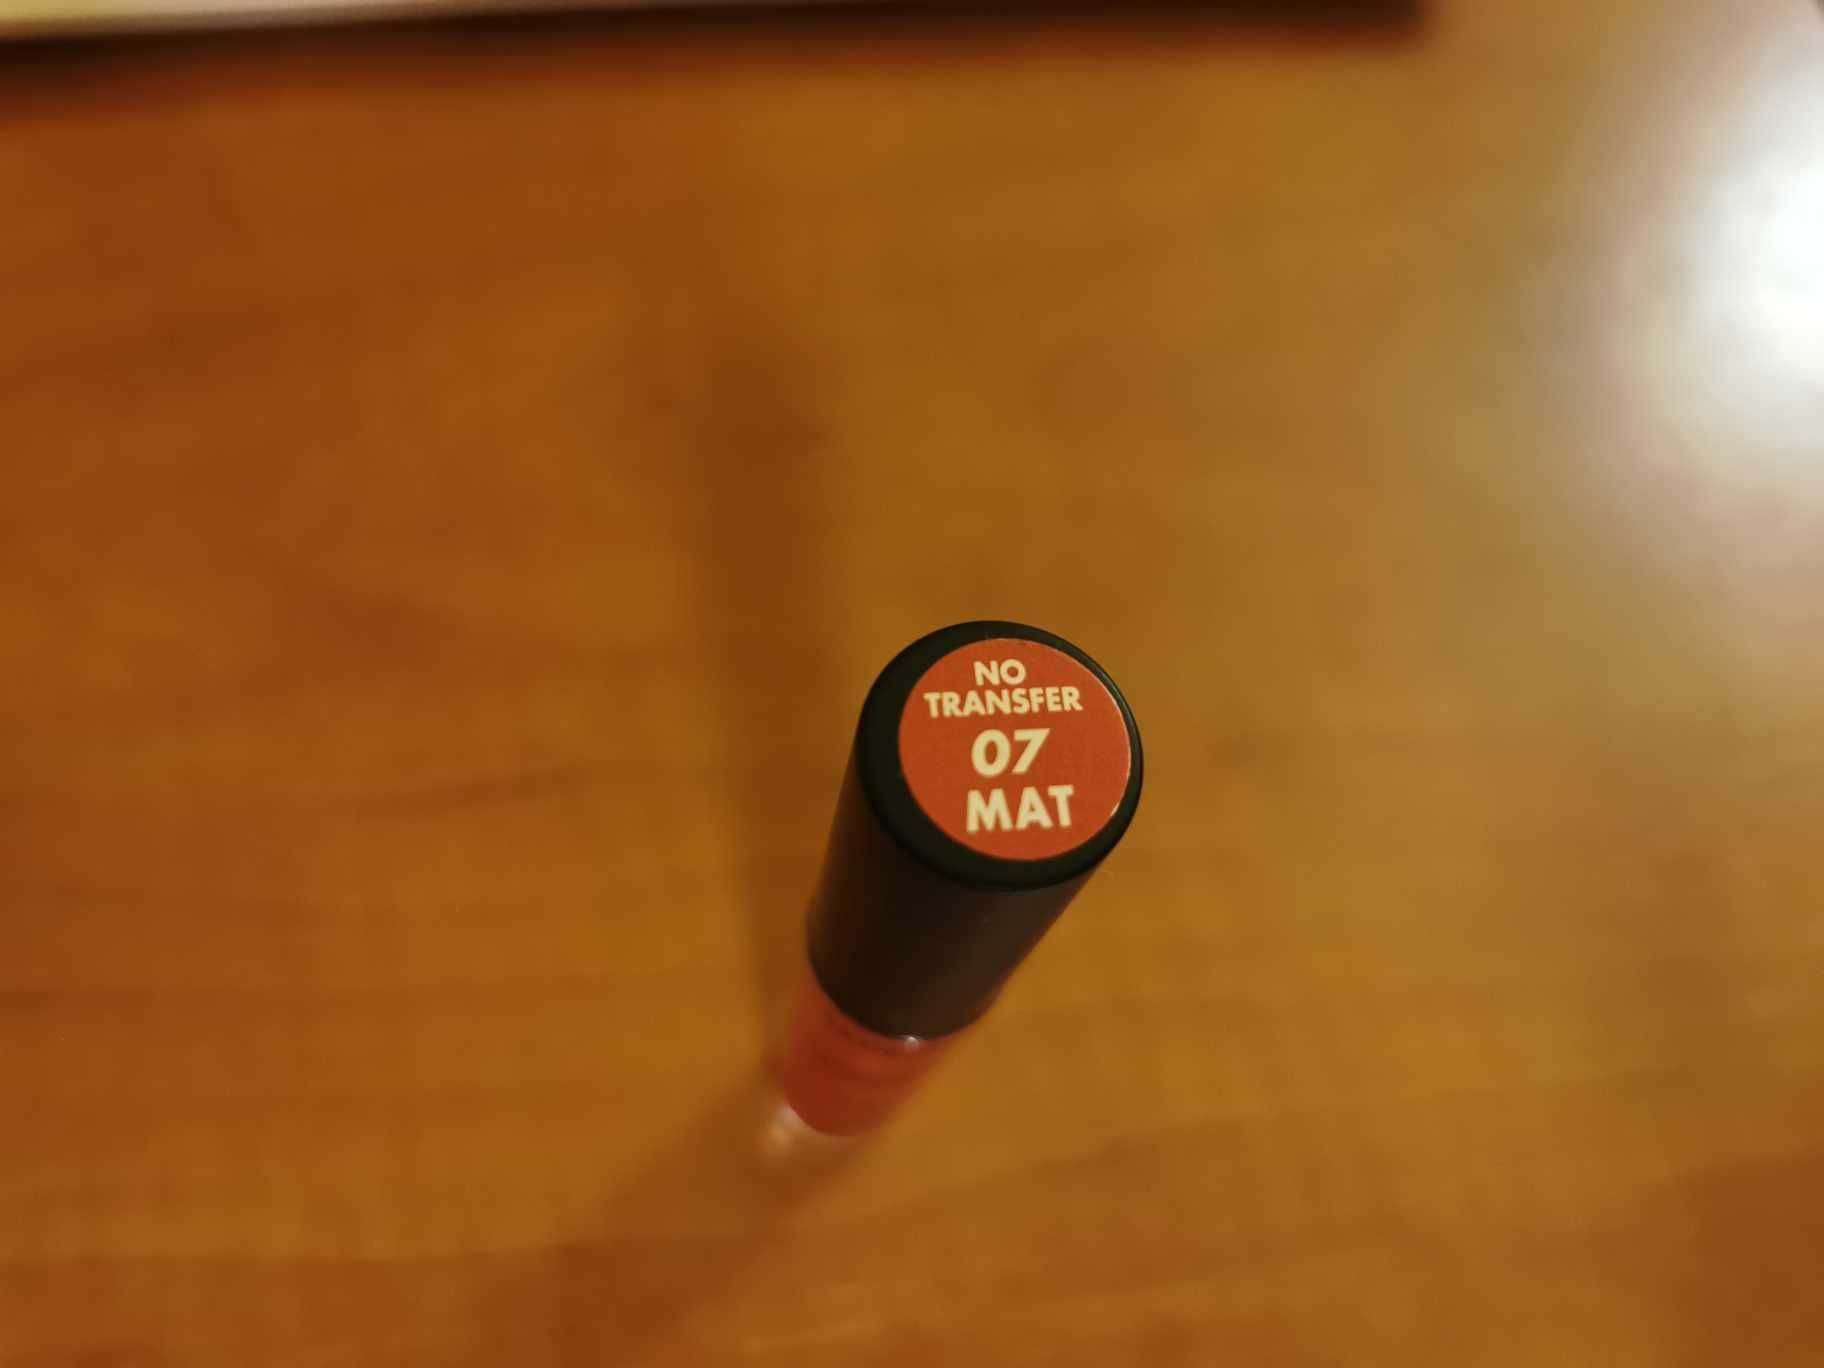 NO
TRANSFER
07
MAT